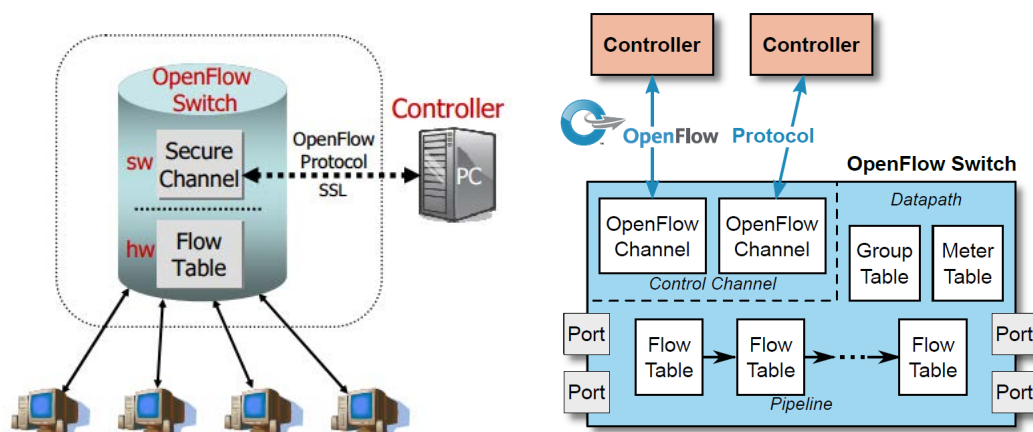 OpenFlow
Switch
sw
Secure
Channel
hw
Flow
Table
OpenFlow
Protocol
SSL
Controller
PC
Controller
Controller
OpenFlow Protocol
TM
OpenFlow Switch
Datapath
OpenFlow
Channel
OpenFlow
Channel
Control Channel
Group
Table
Meter
Table
Port
Port
Port
Port
Flow
Table
Flow
Table
Flow
Table
Pipeline